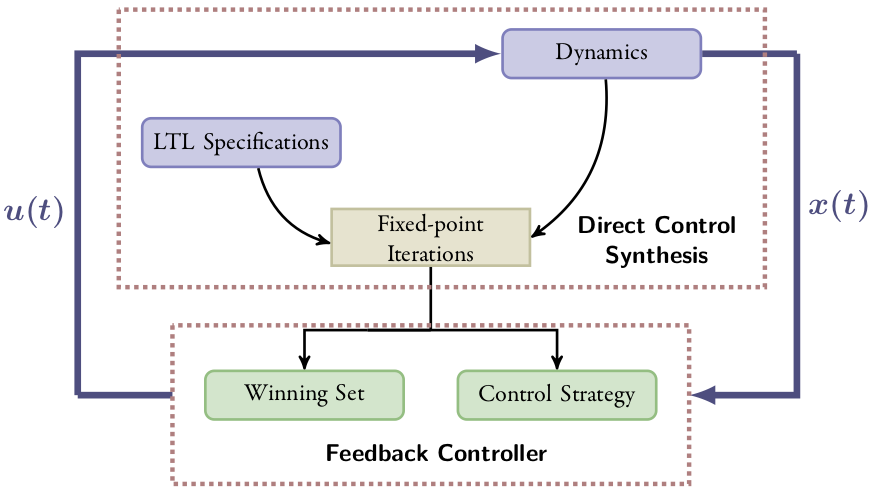 Dynamics
LTL Specifications
u(t)
x(t)
Fixed-point
Iterations
Direct Control
Synthesis
Winning Set
Control Strategy
Feedback Controller